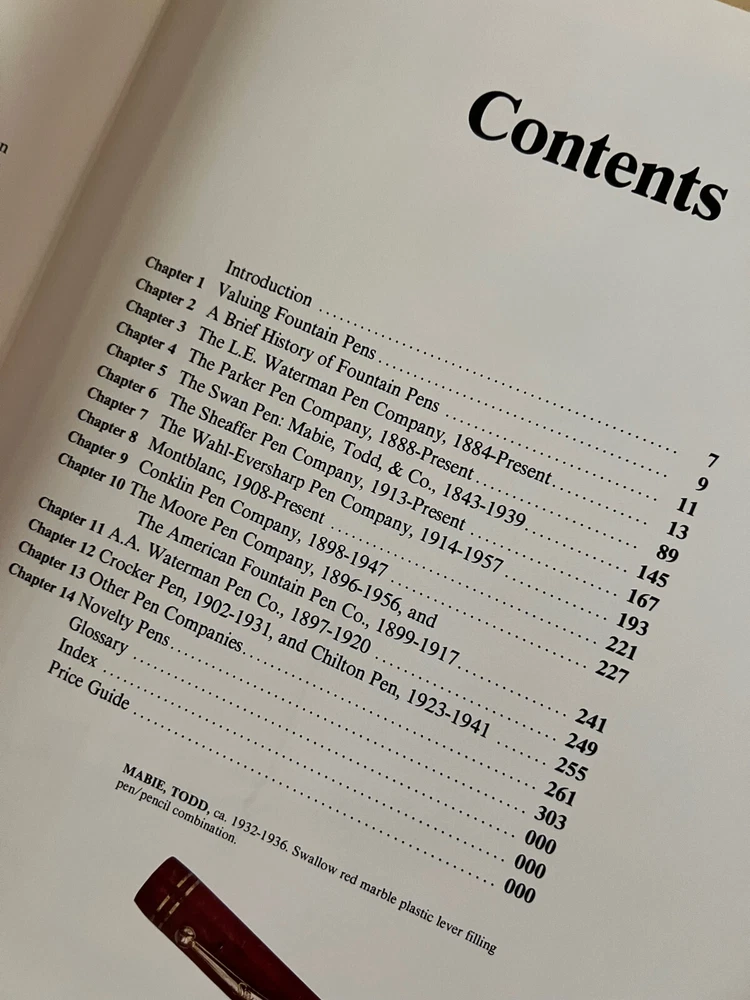 Contents
Introduction ........ 7
Chapter 1 Valuing Fountain Pens ........ 9
Chapter 2 A Brief History of Fountain Pens ........ 11
Chapter 3 The L.E. Waterman Pen Company, 1884-Present ........ 13
Chapter 4 The Parker Pen Company, 1888-Present ........ 89
Chapter 5 The Swan Pen: Mabie, Todd, & Co., 1843-1939 ........ 145
Chapter 6 The Sheaffer Pen Company, 1913-Present ........ 167
Chapter 7 The Wahl-Eversharp Pen Company, 1914-1957 ........ 193
Chapter 8 Montblanc, 1908-Present ........ 221
Chapter 9 Conklin Pen Company, 1898-1947 ........ 227
Chapter 10 The Moore Pen Company, 1896-1956, and
The American Fountain Pen Co., 1899-1917 ........ 241
Chapter 11 A.A. Waterman Pen Co., 1897-1920 ........ 249
Chapter 12 Crocker Pen, 1902-1931, and Chilton Pen, 1923-1941 ........ 255
Chapter 13 Other Pen Companies ........ 261
Chapter 14 Novelty Pens ........ 303
Glossary ........ 000
Index ........ 000
Price Guide ........ 000
MABIE, TODD, ca. 1932-1936. Swallow red marble plastic lever filling
pen/pencil combination.